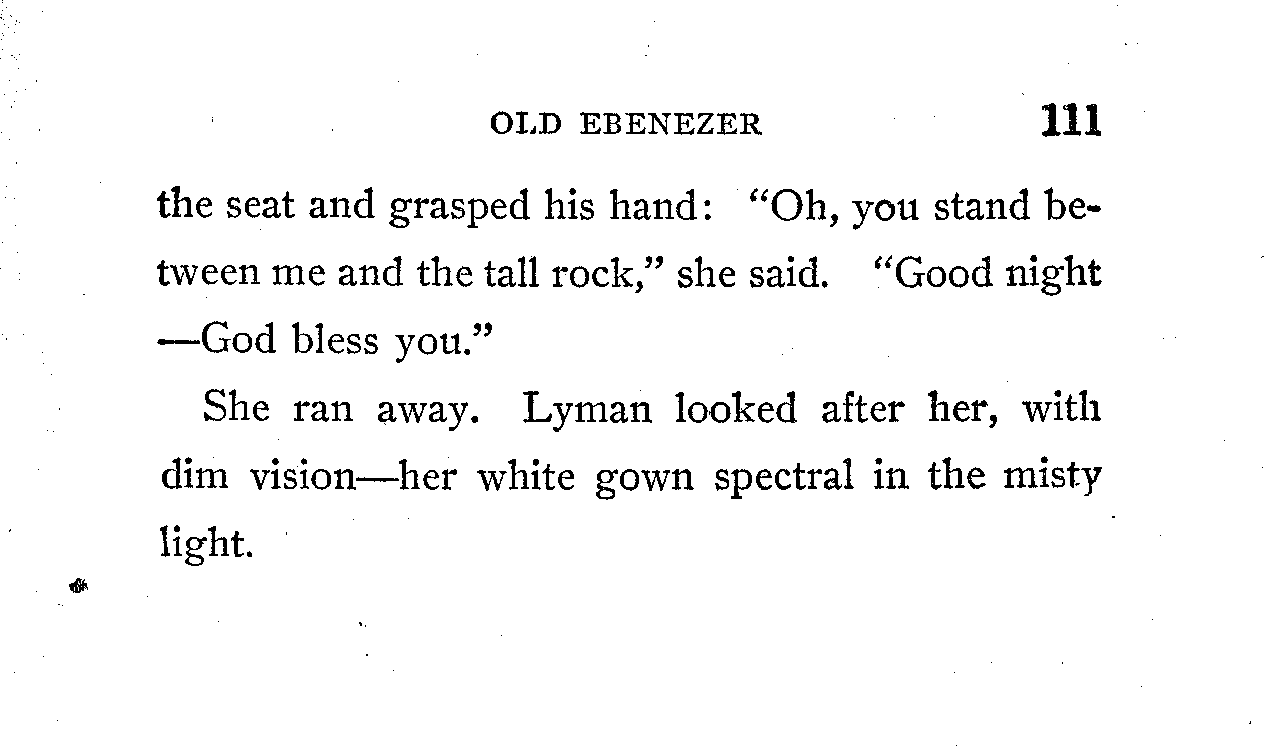 OLD EBENEZER 111
the seat and grasped his hand: “Oh, you stand be-
tween me and the tall rock,” she said. “Good night
—God bless you.”
She ran away. Lyman looked after her, with
dim vision—her white gown spectral in the misty
light.